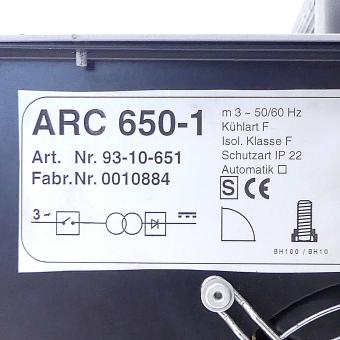 ARC 650-1
Art. Nr. 93-10-651
Fabr.Nr. 0010884
m 3 ~ 50/60 Hz
Kühlart F
Isol. Klasse F
Schutzart IP 22
Automatik □
S CE
3~
BH100 / BH10